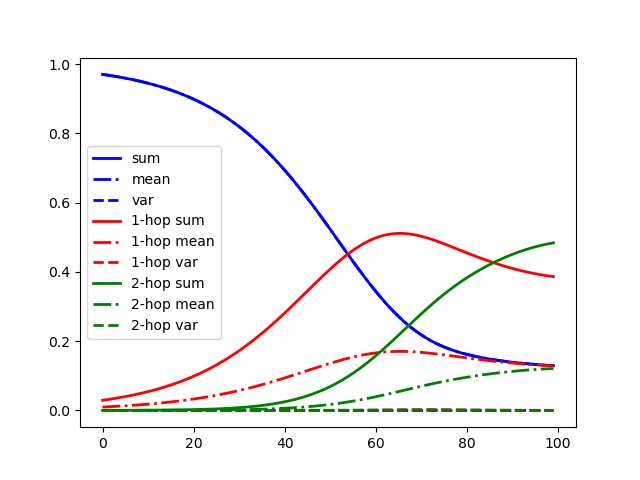 1.0
0.8
0.6
0.4
0.2
0.0
sum
mean
var
1-hop sum
1-hop mean
1-hop var
2-hop sum
2-hop mean
2-hop var
0 20 40 60 80 100